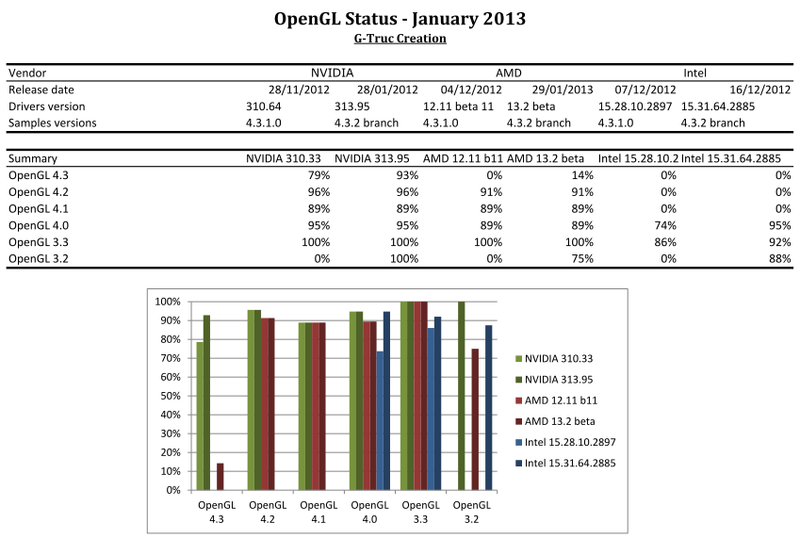 OpenGL Status - January 2013
G-Truc Creation
Vendor NVIDIA AMD Intel
Release date 28/11/2012 28/01/2012 04/12/2012 29/01/2013 07/12/2012 16/12/2012
Drivers version 310.64 313.95 12.11 beta 11 13.2 beta 15.28.10.2897 15.31.64.2885
Samples versions 4.3.1.0 4.3.2 branch 4.3.1.0 4.3.2 branch 4.3.1.0 4.3.2 branch
Summary NVIDIA 310.33 NVIDIA 313.95 AMD 12.11 b11 AMD 13.2 beta Intel 15.28.10.2 Intel 15.31.64.2885
OpenGL 4.3 79% 93% 0% 14% 0% 0%
OpenGL 4.2 96% 96% 91% 91% 0% 0%
OpenGL 4.1 89% 89% 89% 89% 0% 0%
OpenGL 4.0 95% 95% 89% 89% 74% 95%
OpenGL 3.3 100% 100% 100% 100% 86% 92%
OpenGL 3.2 0% 100% 0% 75% 0% 88%
100%
90%
80%
70%
60%
50%
40%
30%
20%
10%
0%
OpenGL OpenGL OpenGL OpenGL OpenGL OpenGL
4.3 4.2 4.1 4.0 3.3 3.2
NVIDIA 310.33
NVIDIA 313.95
AMD 12.11 b11
AMD 13.2 beta
Intel 15.28.10.2897
Intel 15.31.64.2885